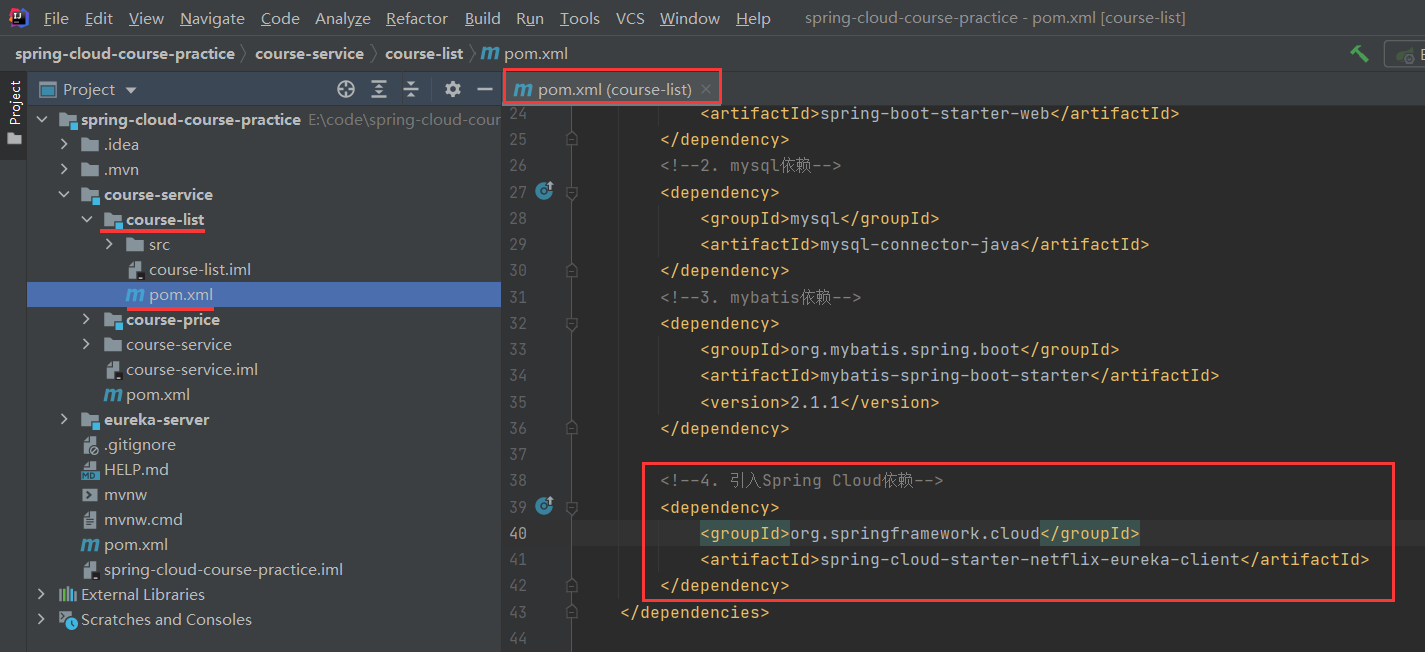 File Edit View Navigate Code Analyze Refactor Build Run Tools VCS Window Help spring-cloud-course-practice - pom.xml [course-list]
spring-cloud-course-practice course-service course-list pom.xml
Project
Project
spring-cloud-course-practice E:\code\spring-cloud-cour
.idea
.mvn
course-service
course-list
src
course-list.iml
pom.xml
course-price
course-service
course-service.iml
pom.xml
eureka-server
.gitignore
HELP.md
mvnw
mvnw.cmd
pom.xml
spring-cloud-course-practice.iml
External Libraries
Scratches and Consoles
pom.xml (course-list)
24 <artifactId>spring-boot-starter-web</artifactId>
25 </dependency>
26 <!--2. mysql依赖-->
27 <dependency>
28 <groupId>mysql</groupId>
29 <artifactId>mysql-connector-java</artifactId>
30 </dependency>
31 <!--3. mybatis依赖-->
32 <dependency>
33 <groupId>org.mybatis.spring.boot</groupId>
34 <artifactId>mybatis-spring-boot-starter</artifactId>
35 <version>2.1.1</version>
36 </dependency>
37
38 <!--4. 引入Spring Cloud依赖-->
39 <dependency>
40 <groupId>org.springframework.cloud</groupId>
41 <artifactId>spring-cloud-starter-netflix-eureka-client</artifactId>
42 </dependency>
43 </dependencies>
44